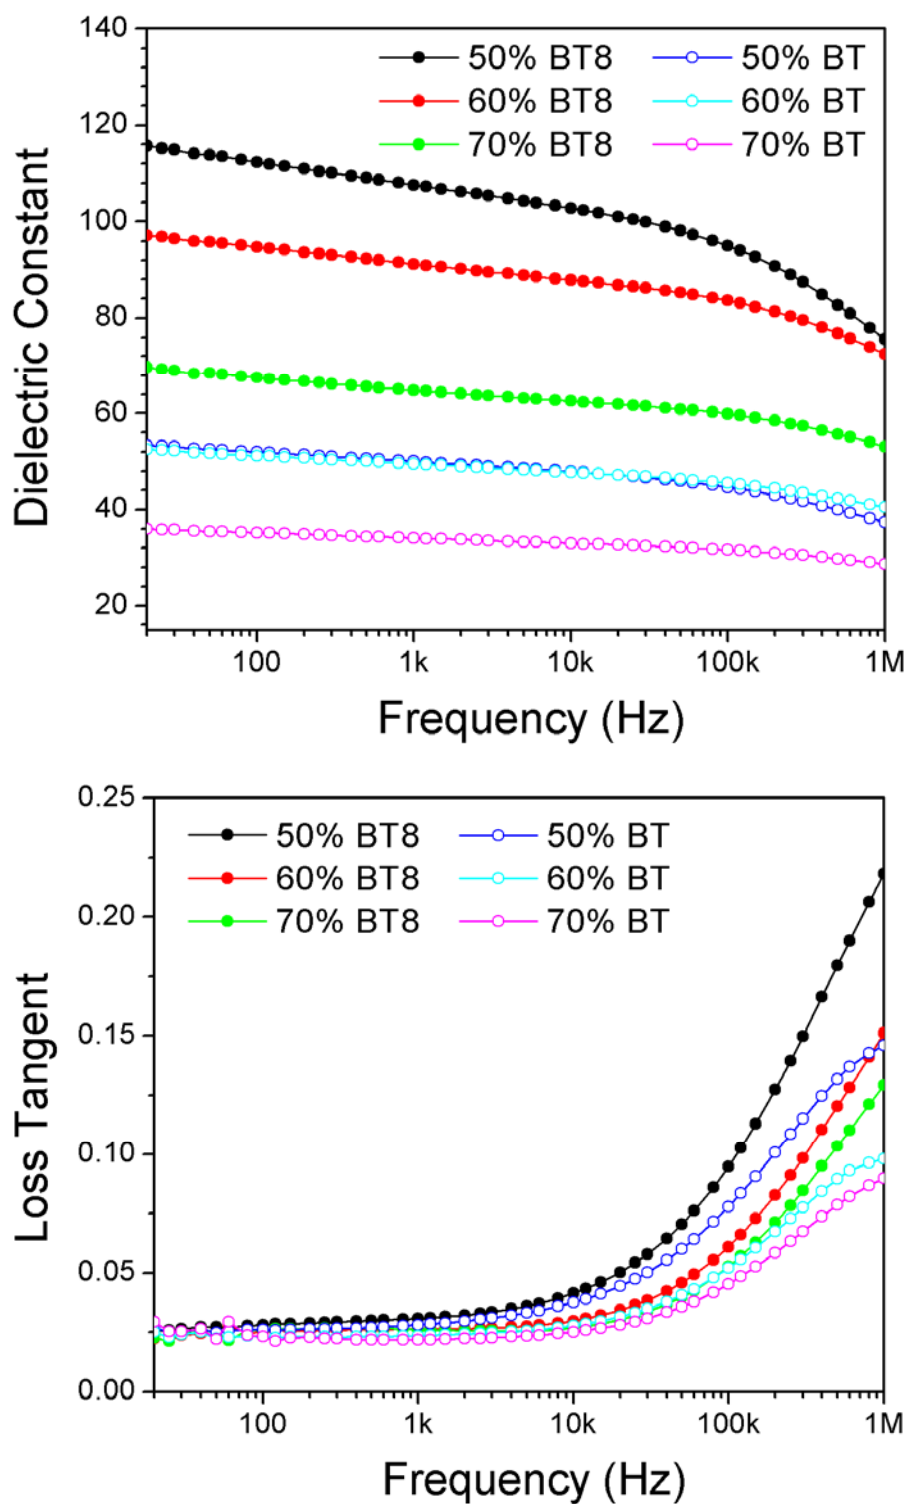 140
120
100
80
60
40
20
Dielectric Constant
50% BT8 50% BT
60% BT8 60% BT
70% BT8 70% BT
100 1k 10k 100k 1M
Frequency (Hz)
0.25
0.20
0.15
0.10
0.05
0.00
Loss Tangent
50% BT8 50% BT
60% BT8 60% BT
70% BT8 70% BT
100 1k 10k 100k 1M
Frequency (Hz)